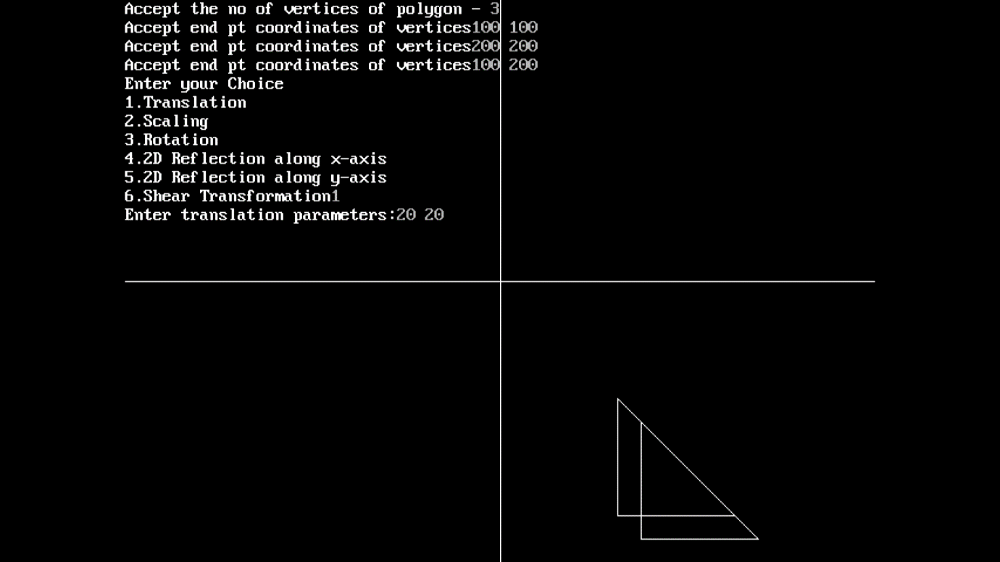 Accept the no of vertices of polygon - 3
Accept end pt coordinates of vertices100 100
Accept end pt coordinates of vertices200 200
Accept end pt coordinates of vertices100 200
Enter your Choice
1.Translation
2.Scaling
3.Rotation
4.2D Reflection along x-axis
5.2D Reflection along y-axis
6.Shear Transformation1
Enter translation parameters:20 20